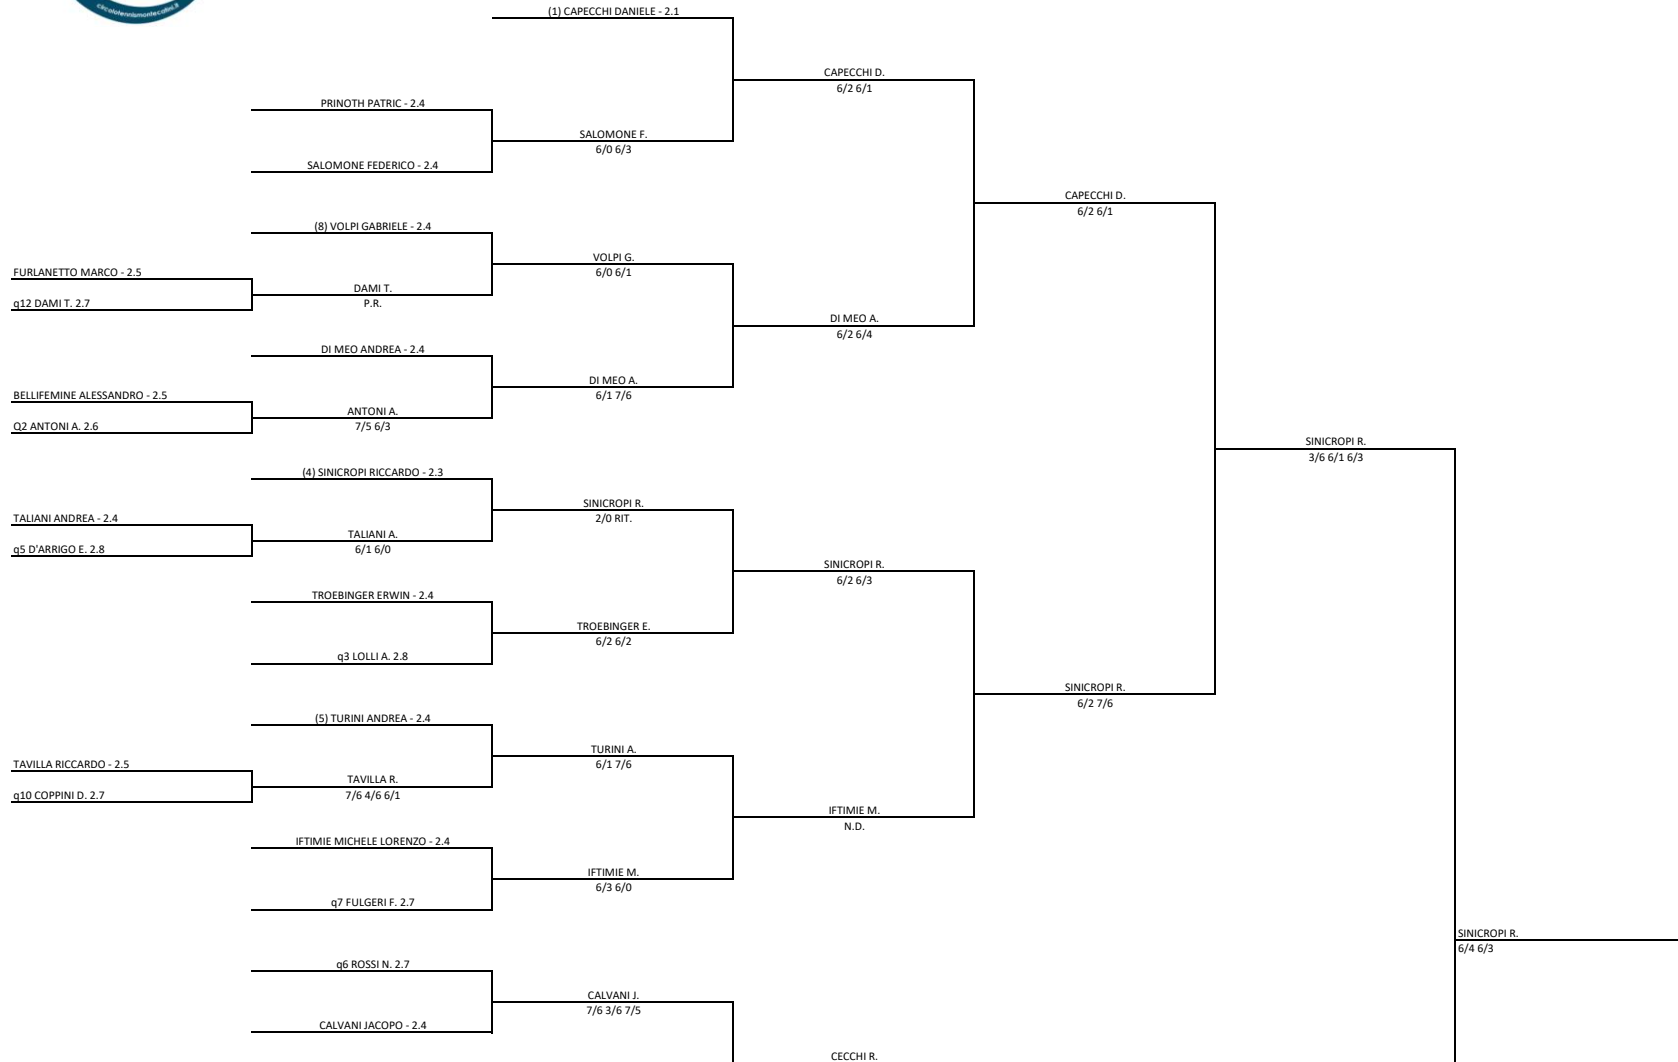 circolotennismontecatini.it
(1) CAPECCHI DANIELE - 2.1
CAPECCHI D.
6/2 6/1
PRINOTH PATRIC - 2.4
SALOMONE F.
6/0 6/3
SALOMONE FEDERICO - 2.4
CAPECCHI D.
6/2 6/1
(8) VOLPI GABRIELE - 2.4
VOLPI G.
6/0 6/1
FURLANETTO MARCO - 2.5
DAMI T.
P.R.
q12 DAMI T. 2.7
DI MEO A.
6/2 6/4
DI MEO ANDREA - 2.4
DI MEO A.
6/1 7/6
BELLIFEMINE ALESSANDRO - 2.5
ANTONI A.
7/5 6/3
Q2 ANTONI A. 2.6
SINICROPI R.
3/6 6/1 6/3
(4) SINICROPI RICCARDO - 2.3
SINICROPI R.
2/0 RIT.
TALIANI ANDREA - 2.4
TALIANI A.
6/1 6/0
q5 D'ARRIGO E. 2.8
SINICROPI R.
6/2 6/3
TROEBINGER ERWIN - 2.4
TROEBINGER E.
6/2 6/2
q3 LOLLI A. 2.8
SINICROPI R.
6/2 7/6
(5) TURINI ANDREA - 2.4
TURINI A.
6/1 7/6
TAVILLA RICCARDO - 2.5
TAVILLA R.
7/6 4/6 6/1
q10 COPPINI D. 2.7
IFTIMIE M.
N.D.
IFTIMIE MICHELE LORENZO - 2.4
IFTIMIE M.
6/3 6/0
q7 FULGERI F. 2.7
SINICROPI R.
6/4 6/3
q6 ROSSI N. 2.7
CALVANI J.
7/6 3/6 7/5
CALVANI JACOPO - 2.4
CECCHI R.